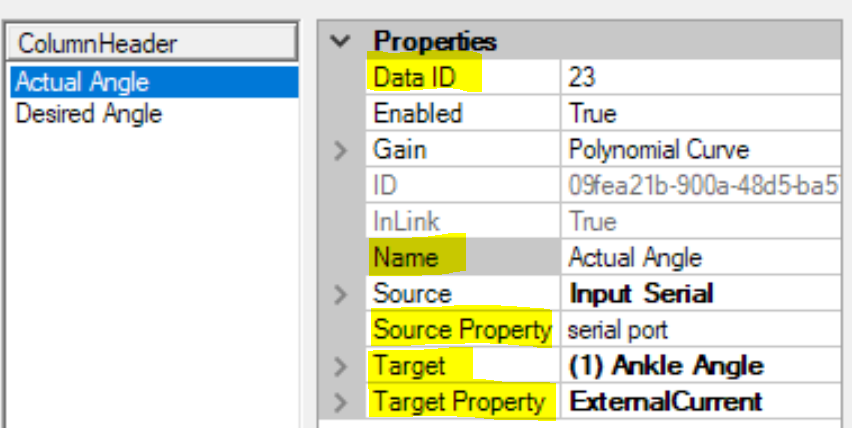 ColumnHeader
Actual Angle
Desired Angle
Properties
Data ID 23
Enabled True
Gain Polynomial Curve
ID 09fea21b-900a-48d5-ba5
InLink True
Name Actual Angle
Source Input Serial
Source Property serial port
Target (1) Ankle Angle
Target Property ExternalCurrent